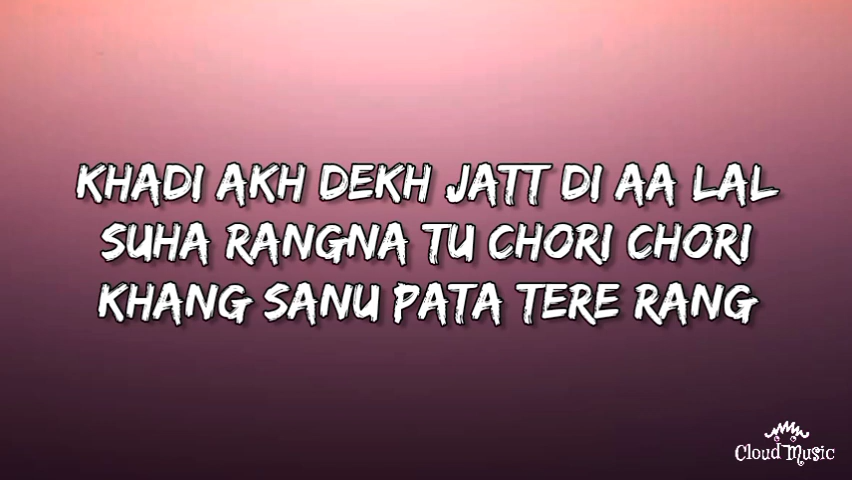 KHADI AKH DEKH JATT DI AA LAL
SUHA RANGNA TU CHORI CHORI
KHANG SANU PATA TERE RANG
Cloud Music